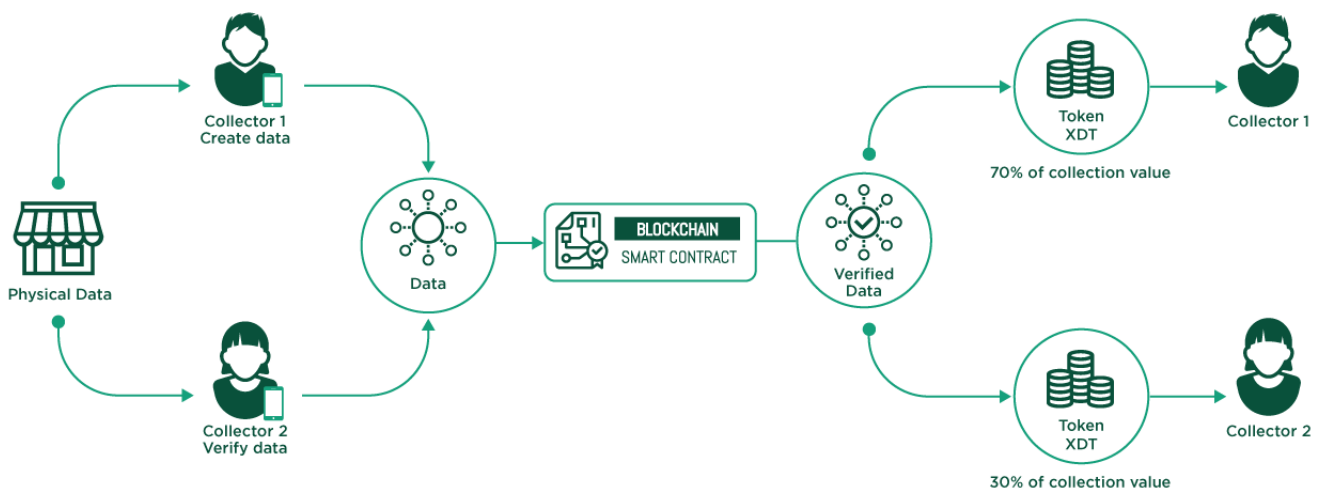 Physical Data
Collector 1
Create data
Collector 2
Verify data
Data
BLOCKCHAIN
SMART CONTRACT
Verified
Data
Token
XDT
70% of collection value
Collector 1
Token
XDT
30% of collection value
Collector 2